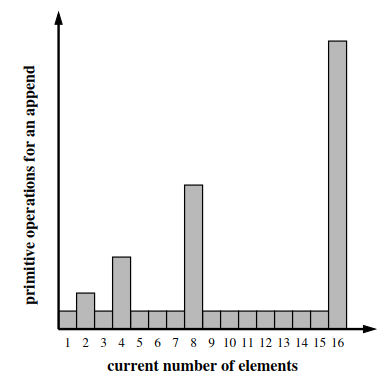 primitive operations for an append
1 2 3 4 5 6 7 8 9 10 11 12 13 14 15 16
current number of elements